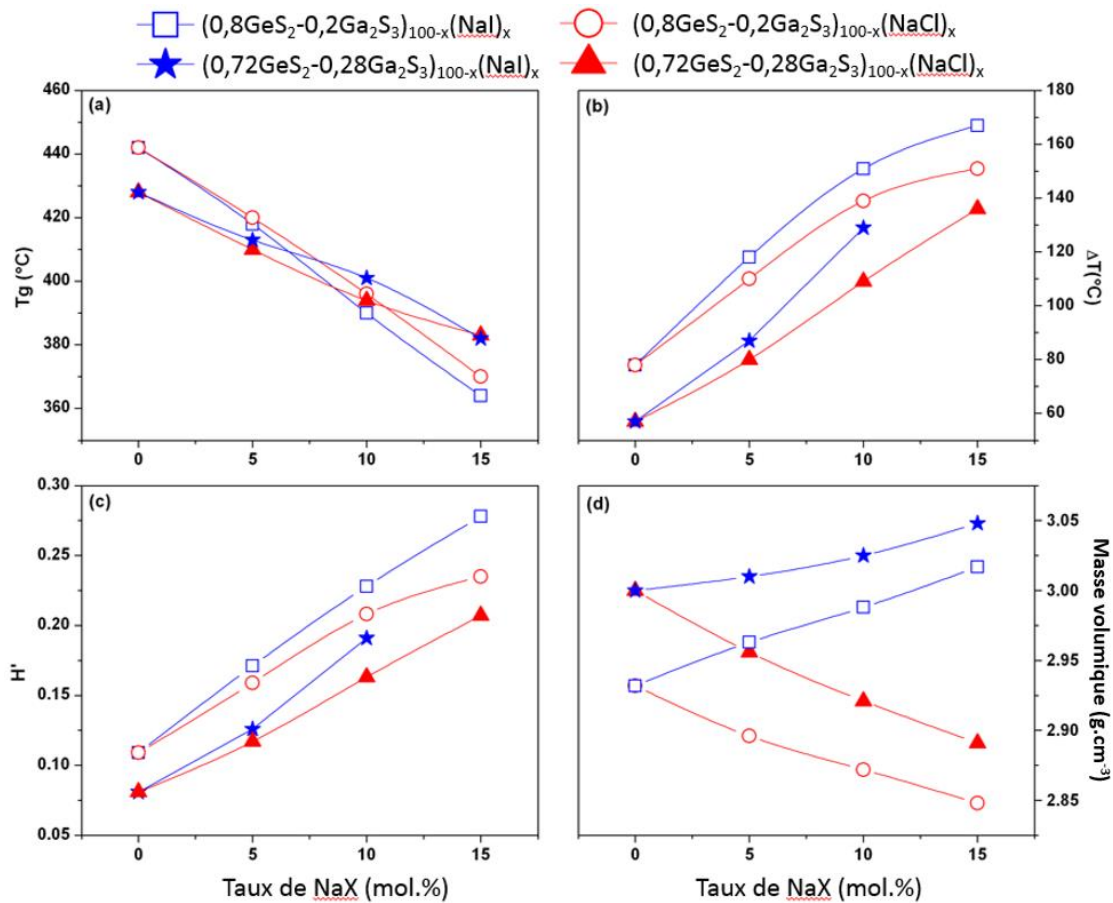 (0,8GeS₂-0,2Ga₂S₃)₁₀₀₋ₓ(NaI)ₓ (0,8GeS₂-0,2Ga₂S₃)₁₀₀₋ₓ(NaCl)ₓ
(0,72GeS₂-0,28Ga₂S₃)₁₀₀₋ₓ(NaI)ₓ (0,72GeS₂-0,28Ga₂S₃)₁₀₀₋ₓ(NaCl)ₓ
(a)
460
440
420
400
380
360
Tg (°C)
0 5 10 15
(b)
180
160
140
120
100
80
60
ΔT(°C)
0 5 10 15
(c)
0.30
0.25
0.20
0.15
0.10
0.05
H'
0 5 10 15
Taux de NaX (mol.%)
(d)
3.05
3.00
2.95
2.90
2.85
Masse volumique (g.cm⁻³)
0 5 10 15
Taux de NaX (mol.%)